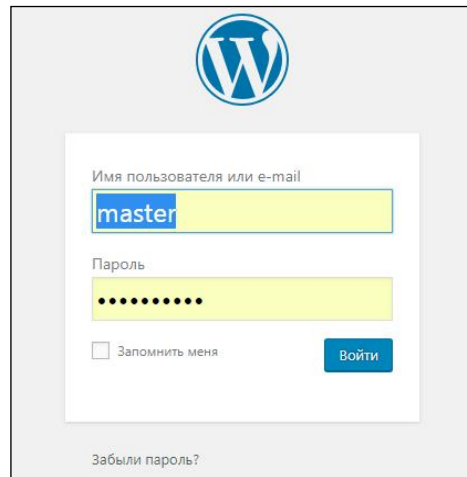 Имя пользователя или e-mail
master
Пароль
••••••••••
Запомнить меня
Войти
Забыли пароль?